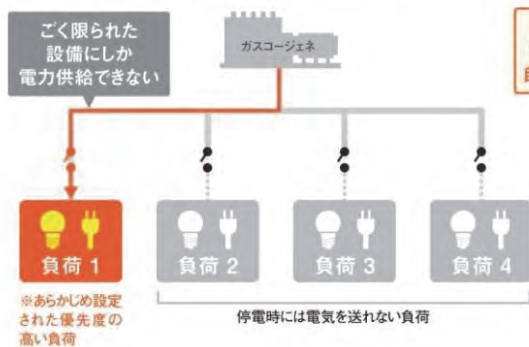 ごく限られた
設備にしか
電力供給できない
ガスコージェネ
負荷 1
負荷 2
負荷 3
負荷 4
※あらかじめ設定
された優先度の
高い負荷
停電時には電気を送れない負荷